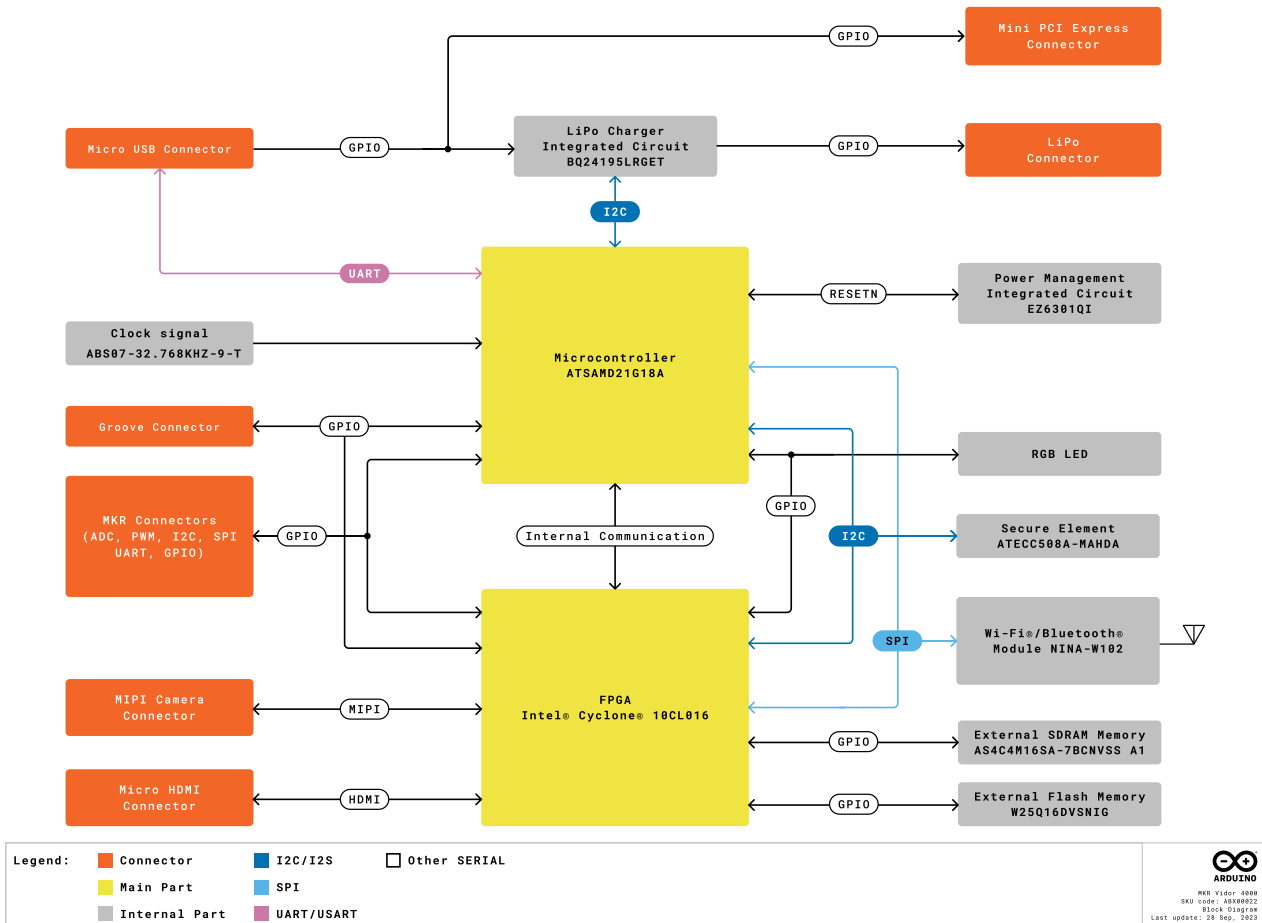 GPIO
Mini PCI Express
Connector
Micro USB Connector
GPIO
LiPo Charger
Integrated Circuit
BQ24195LRGET
GPIO
LiPo
Connector
I2C
UART
RESETN
Power Management
Integrated Circuit
EZ6301QI
Clock signal
ABS07-32.768KHZ-9-T
Microcontroller
ATSAMD21G18A
Groove Connector
GPIO
RGB LED
GPIO
MKR Connectors
(ADC, PWM, I2C, SPI
UART, GPIO)
GPIO
Internal Communication
I2C
Secure Element
ATECC508A-MAHDA
SPI
Wi-Fi®/Bluetooth®
Module NINA-W102
MIPI Camera
Connector
MIPI
FPGA
Intel® Cyclone® 10CL016
GPIO
External SDRAM Memory
AS4C4M16SA-7BCNVSS A1
Micro HDMI
Connector
HDMI
GPIO
External Flash Memory
W25Q16DVSNIG
Legend:
Connector
I2C/I2S
Other SERIAL
Main Part
SPI
Internal Part
UART/USART
ARDUINO
MKR Vidor 4000
SKU code: ABX00022
Block Diagram
Last update: 28 Sep, 2023